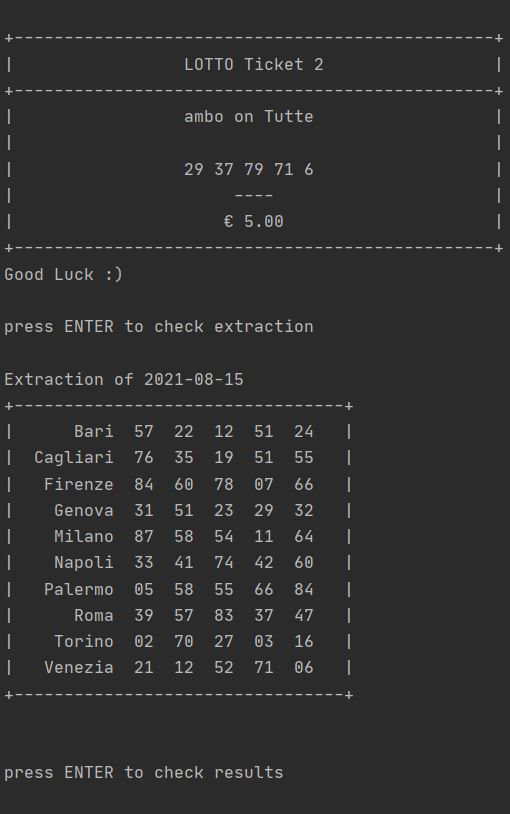 +------------------------------------------------+
|                 LOTTO Ticket 2                 |
+------------------------------------------------+
|                 ambo on Tutte                  |
|                                                |
|                 29 37 79 71 6                  |
|                      ----                      |
|                     € 5.00                     |
+------------------------------------------------+
Good Luck :)

press ENTER to check extraction

Extraction of 2021-08-15
+---------------------------------+
|      Bari  57  22  12  51  24   |
|  Cagliari  76  35  19  51  55   |
|   Firenze  84  60  78  07  66   |
|    Genova  31  51  23  29  32   |
|    Milano  87  58  54  11  64   |
|    Napoli  33  41  74  42  60   |
|   Palermo  05  58  55  66  84   |
|      Roma  39  57  83  37  47   |
|    Torino  02  70  27  03  16   |
|   Venezia  21  12  52  71  06   |
+---------------------------------+

press ENTER to check results